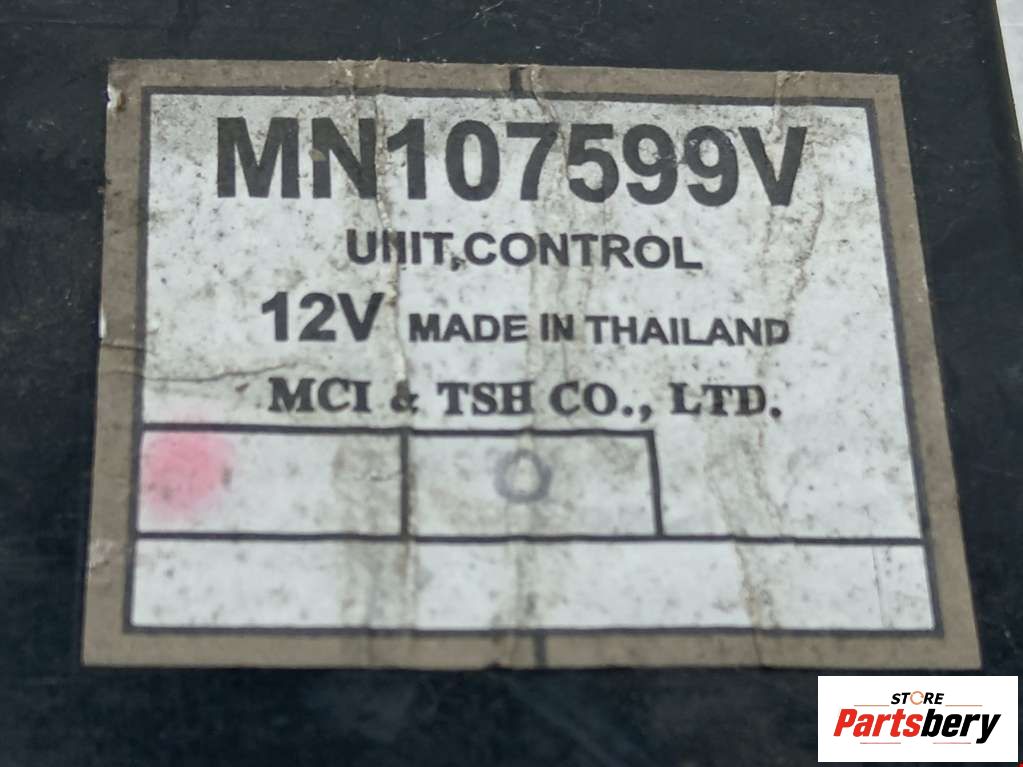 MN107599V
UNIT,CONTROL
12V MADE IN THAILAND
MCI & TSH CO., LTD.
STORE
Partsbery